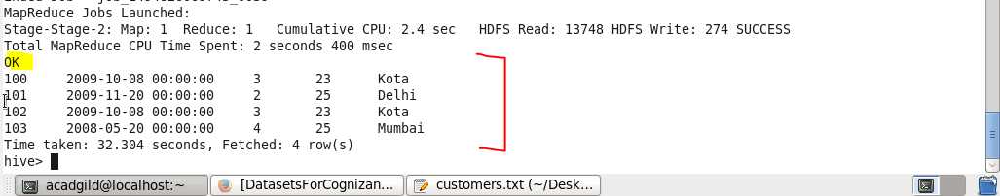 MapReduce Jobs Launched:
Stage-Stage-2: Map: 1  Reduce: 1   Cumulative CPU: 2.4 sec   HDFS Read: 13748 HDFS Write: 274 SUCCESS
Total MapReduce CPU Time Spent: 2 seconds 400 msec
OK
100     2009-10-08 00:00:00     3       23      Kota
101     2009-11-20 00:00:00     2       25      Delhi
102     2009-10-08 00:00:00     3       23      Kota
103     2008-05-20 00:00:00     4       25      Mumbai
Time taken: 32.304 seconds, Fetched: 4 row(s)
hive>
acadgild@localhost:~
[DatasetsForCognizan...
customers.txt (~/Desk...